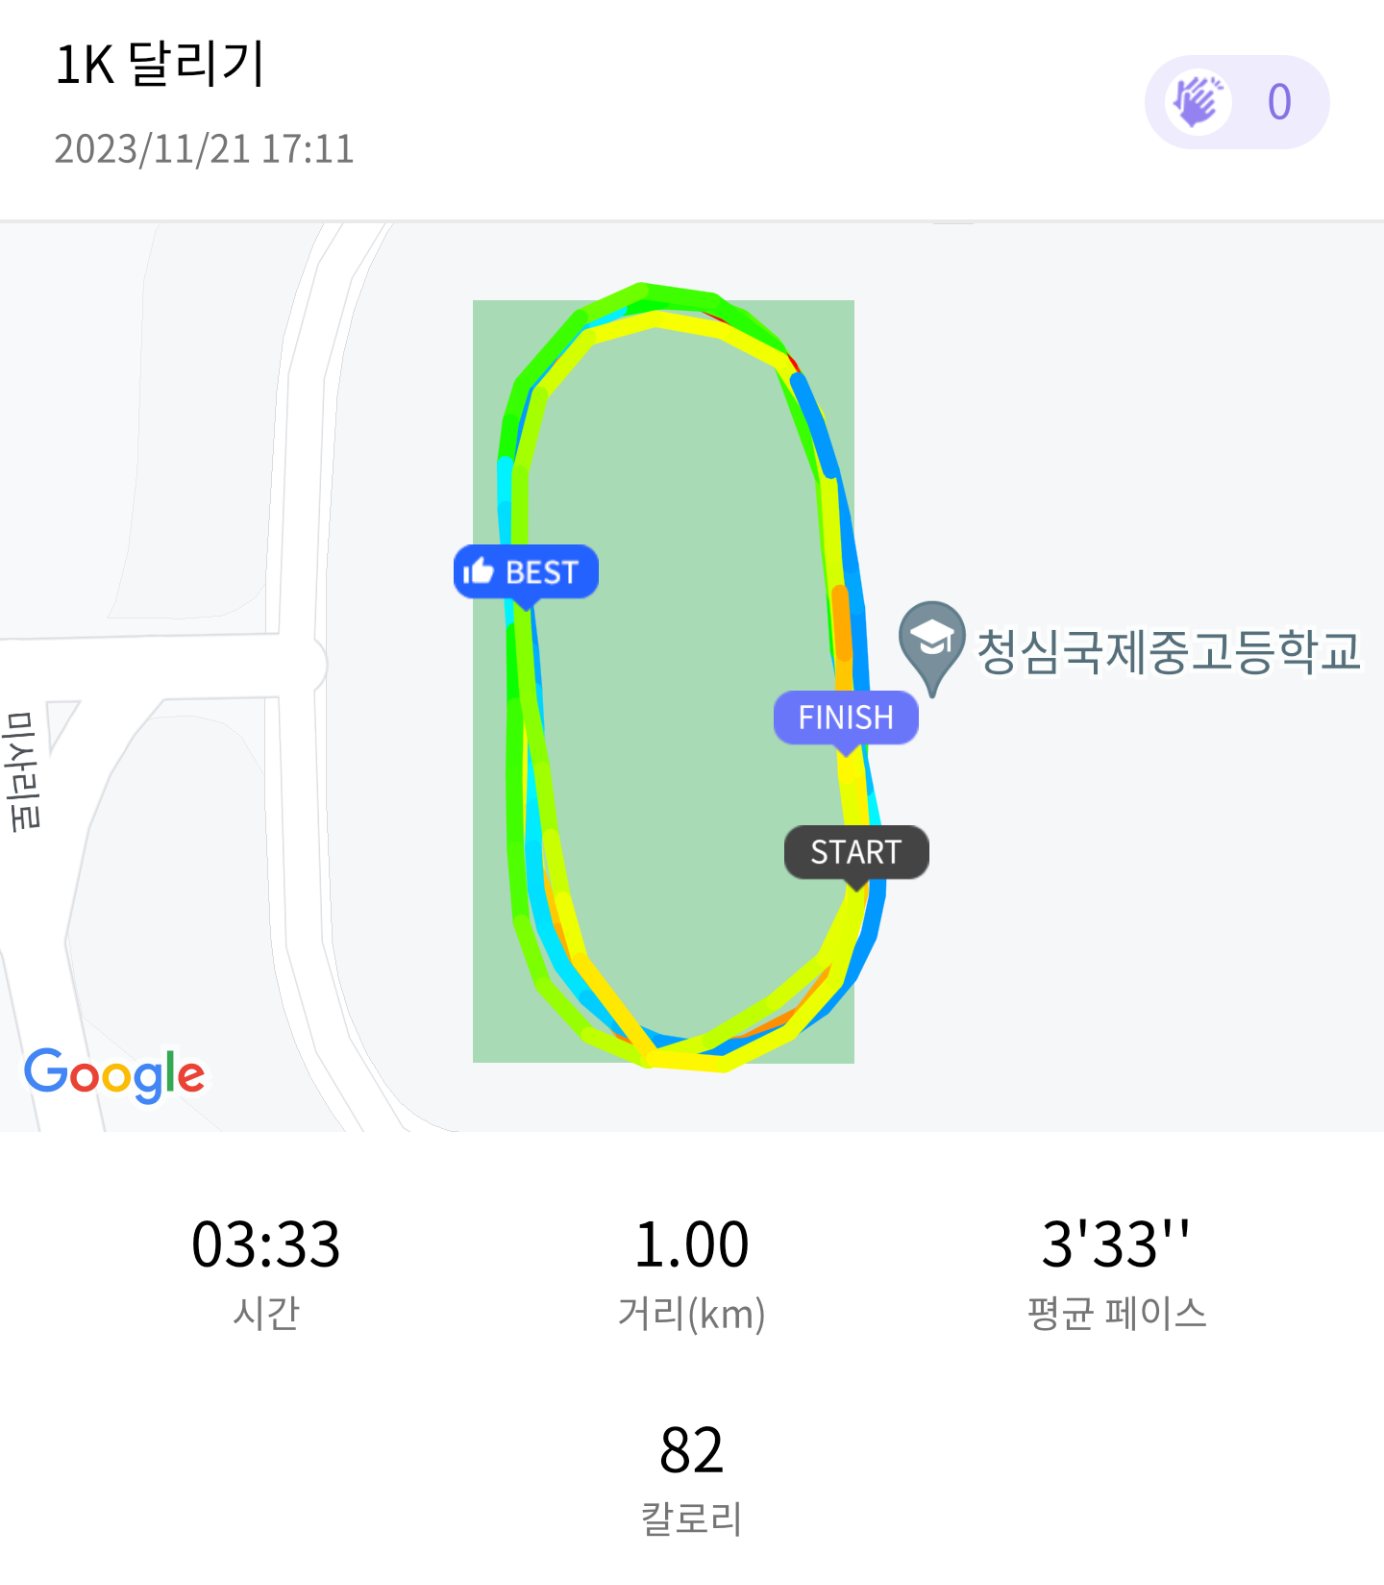 1K 달리기
0
2023/11/21 17:11
BEST
청심국제중고등학교
FINISH
미사리로
START
Google
03:33
1.00
3'33''
시간
거리(km)
평균 페이스
82
칼로리